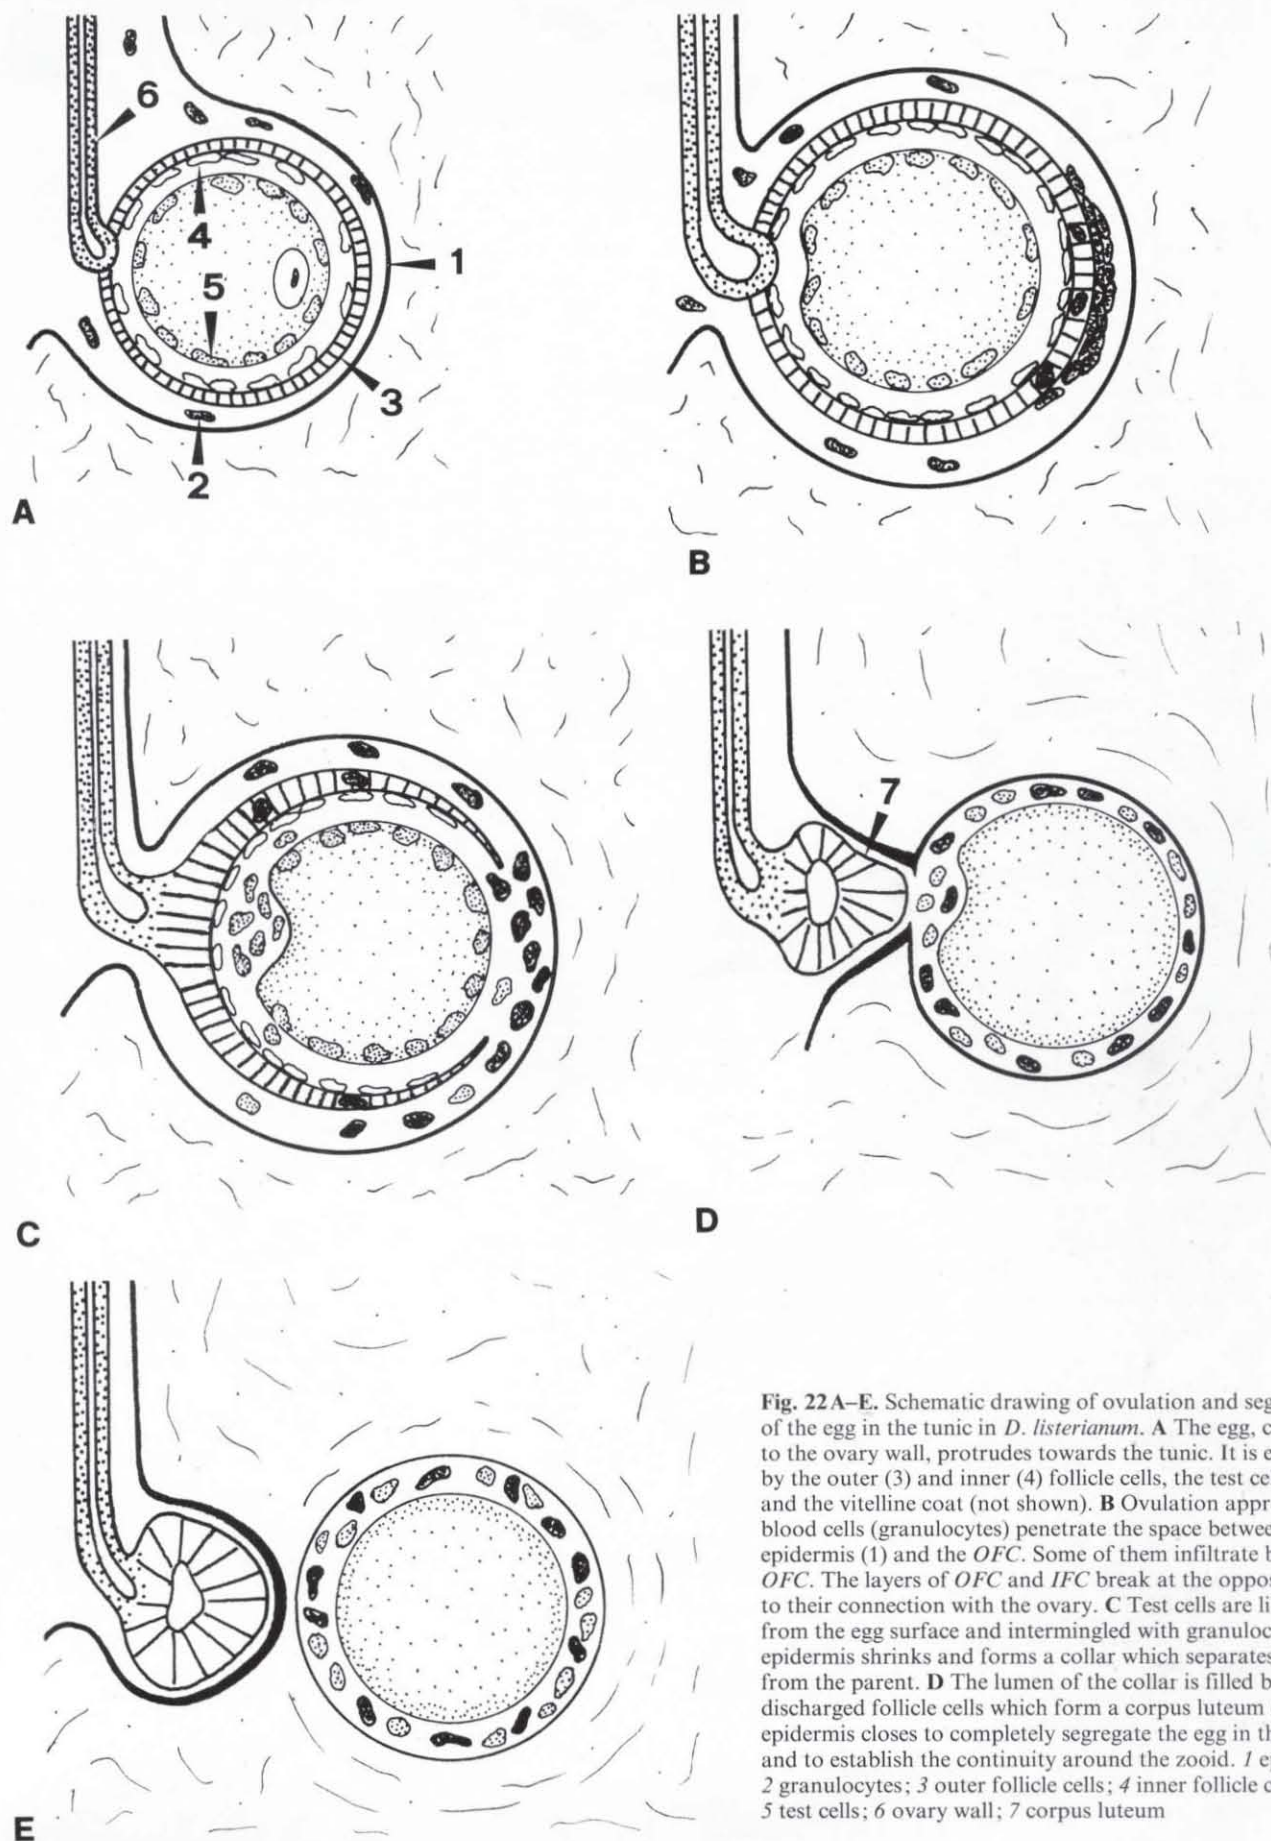 6
4
5
1
3
2
A
B
C
7
D
E
Fig. 22 A–E. Schematic drawing of ovulation and
of the egg in the tunic in D. listerianum. A The egg,
to the ovary wall, protrudes towards the tunic. It is
by the outer (3) and inner (4) follicle cells, the test
and the vitelline coat (not shown). B Ovulation
blood cells (granulocytes) penetrate the space
epidermis (1) and the OFC. Some of them infiltrate
OFC. The layers of OFC and IFC break at the
to their connection with the ovary. C Test cells are
from the egg surface and intermingled with
epidermis shrinks and forms a collar which separates
from the parent. D The lumen of the collar is filled
discharged follicle cells which form a corpus luteum
epidermis closes to completely segregate the egg in
and to establish the continuity around the zooid. 1
2 granulocytes; 3 outer follicle cells; 4 inner follicle
5 test cells; 6 ovary wall; 7 corpus luteum